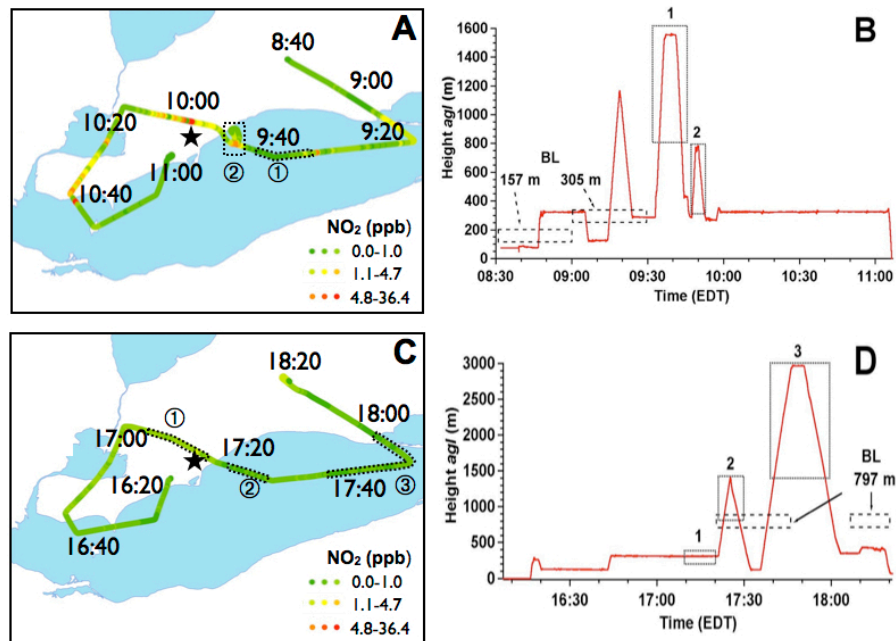 A
8:40
9:00
10:00
9:20
10:20
9:40
11:00
②
①
10:40
NO₂ (ppb)
0.0-1.0
1.1-4.7
4.8-36.4
B
1
2
BL
157 m
305 m
Height agl (m)
1600
1400
1200
1000
800
600
400
200
0
08:30 09:00 09:30 10:00 10:30 11:00
Time (EDT)
C
18:20
①
18:00
17:00
17:20
16:20
②
17:40
③
16:40
NO₂ (ppb)
0.0-1.0
1.1-4.7
4.8-36.4
D
3
2
1
BL
797 m
Height agl (m)
3000
2500
2000
1500
1000
500
0
16:30 17:00 17:30 18:00
Time (EDT)